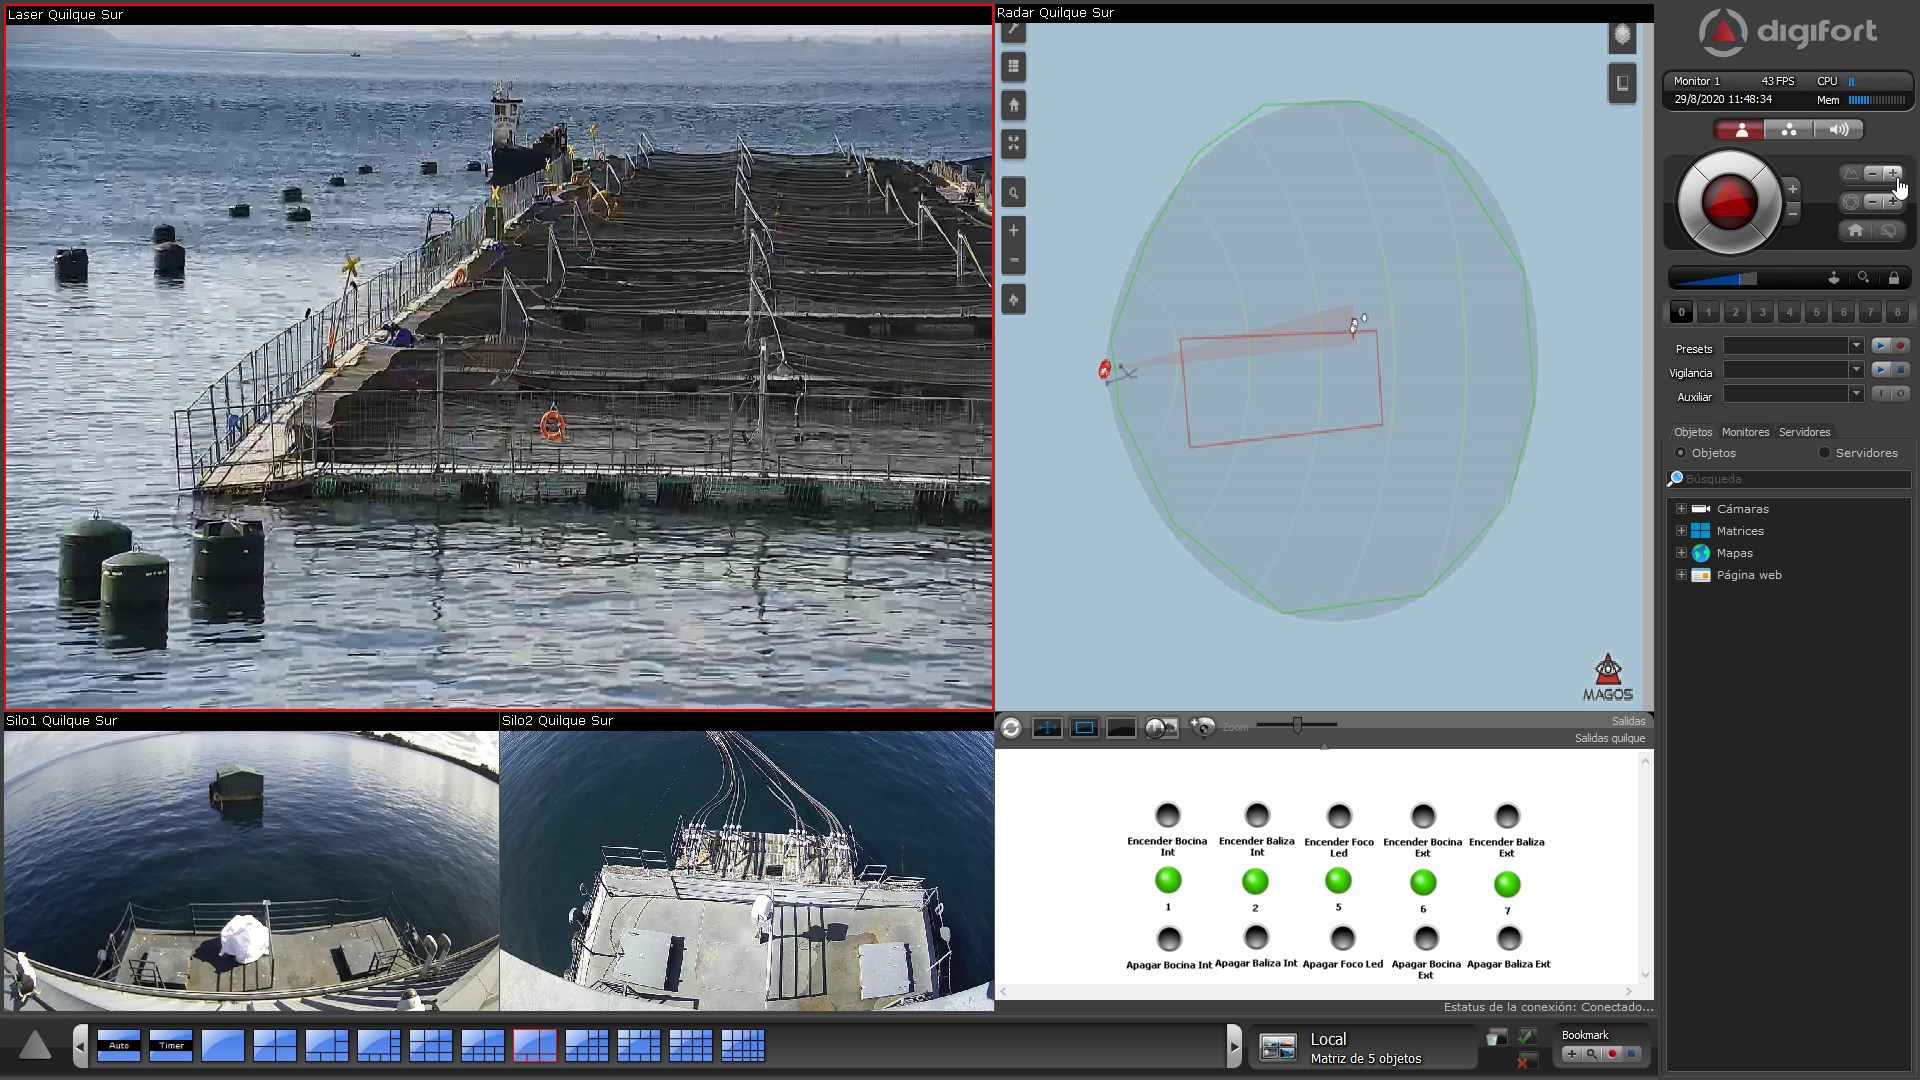 Laser Quilque Sur
Radar Quilque Sur
digifort
Monitor 1 43 FPS CPU
29/8/2020 11:48:34 Mem
0 1 2 3 4 5 6 7 8
Presets
Vigilancia
Auxiliar
Objetos Monitores Servidores
Objetos Servidores
Búsqueda
Cámaras
Matrices
Mapas
Página web
MAGOS
Silo1 Quilque Sur
Silo2 Quilque Sur
Zoom
Salidas
Salidas quilque
Encender Bocina
Int
Encender Baliza
Int
Encender Foco
Led
Encender Bocina
Ext
Encender Baliza
Ext
1 2 5 6 7
Apagar Bocina Int
Apagar Baliza Int
Apagar Foco Led
Apagar Bocina
Ext
Apagar Baliza Ext
Estatus de la conexión: Conectado...
Auto
Timer
Local
Matriz de 5 objetos
Bookmark